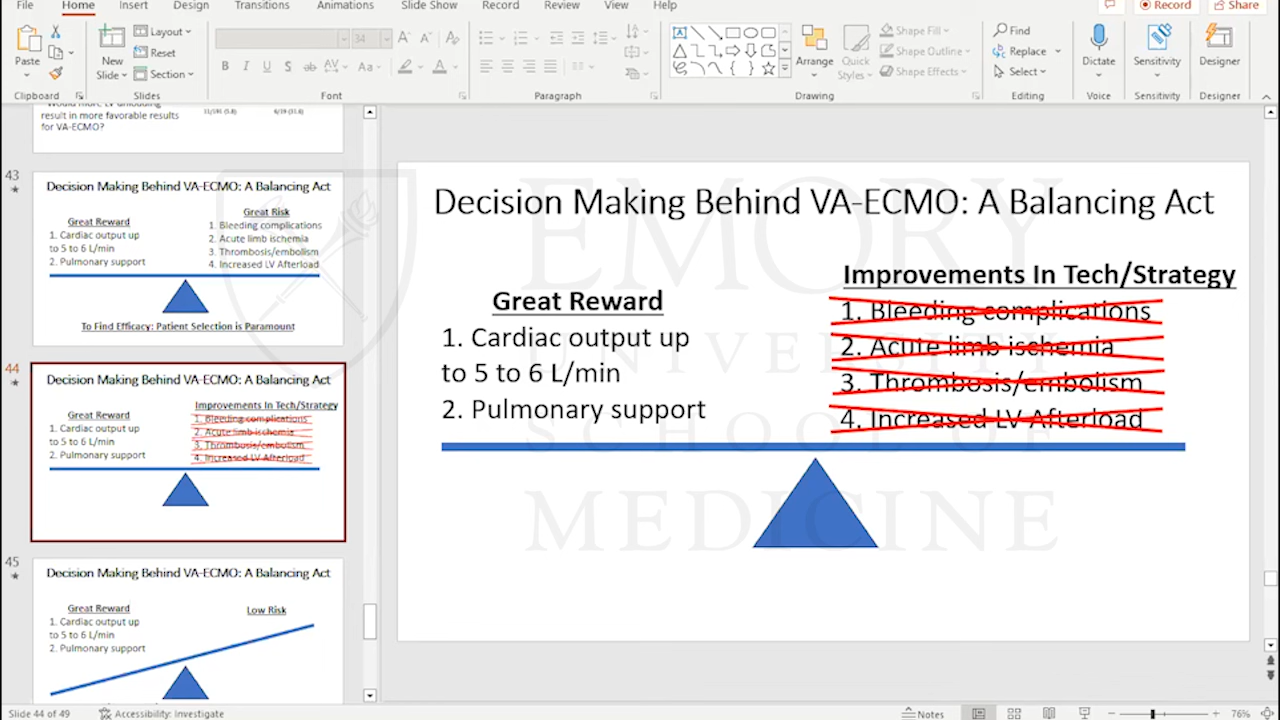 File Home Insert Design Transitions Animations Slide Show Record Review View Help Record Share
Paste
New
Slide
Layout
Reset
Section
34
Arrange
Quick
Styles
Shape Fill
Shape Outline
Shape Effects
Find
Replace
Select
Dictate
Sensitivity
Designer
Clipboard Slides Font Paragraph Drawing Editing Voice Sensitivity Designer
result in more favorable results
for VA-ECMO?
43
Decision Making Behind VA-ECMO: A Balancing Act
Great Reward
1. Cardiac output up
to 5 to 6 L/min
2. Pulmonary support
Great Risk
1. Bleeding complications
2. Acute limb ischemia
3. Thrombosis/embolism
4. Increased LV Afterload
To Find Efficacy: Patient Selection is Paramount
44
Decision Making Behind VA-ECMO: A Balancing Act
Great Reward
1. Cardiac output up
to 5 to 6 L/min
2. Pulmonary support
Improvements In Tech/Strategy
1. Bleeding complications
2. Acute limb ischemia
3. Thrombosis/embolism
4. Increased LV Afterload
45
Decision Making Behind VA-ECMO: A Balancing Act
Great Reward
1. Cardiac output up
to 5 to 6 L/min
2. Pulmonary support
Low Risk
Decision Making Behind VA-ECMO: A Balancing Act
Great Reward
1. Cardiac output up
to 5 to 6 L/min
2. Pulmonary support
Improvements In Tech/Strategy
1. Bleeding complications
2. Acute limb ischemia
3. Thrombosis/embolism
4. Increased LV Afterload
EMORY
UNIVERSITY
SCHOOL OF
MEDICINE
Slide 44 of 49 Accessibility: Investigate Notes 76%